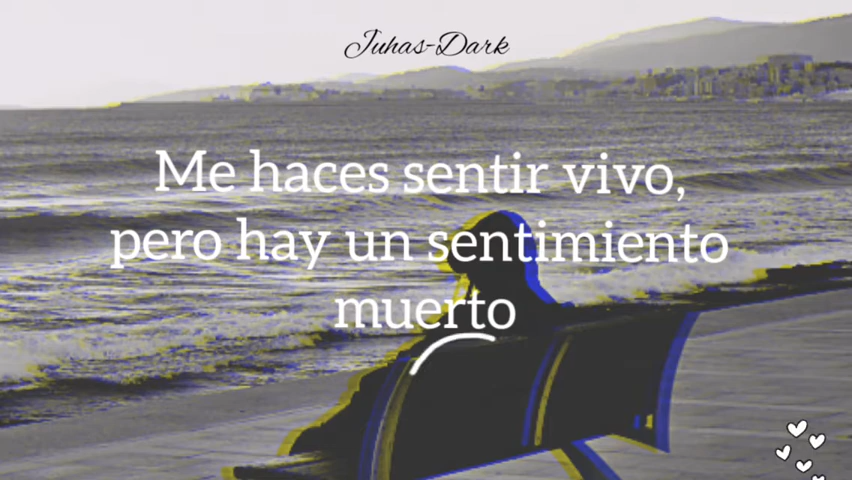 Juhas-Dark
Me haces sentir vivo,
pero hay un sentimiento
muerto